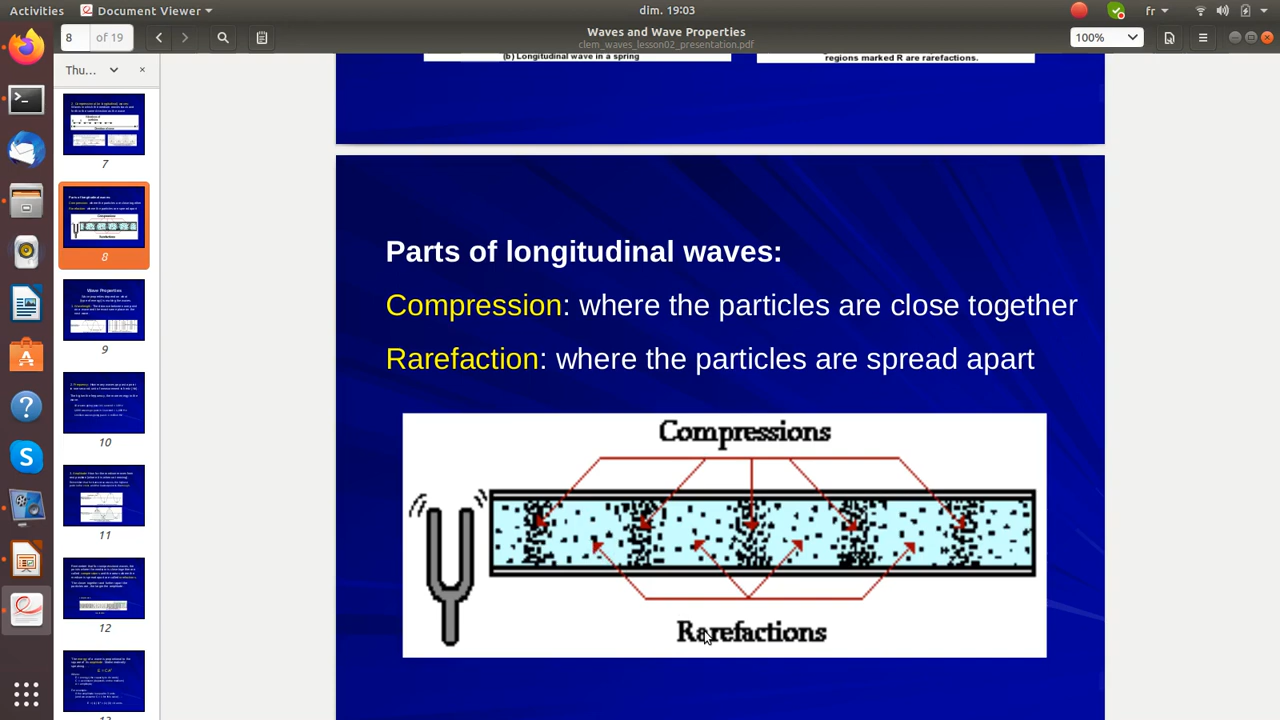 Activities
Document Viewer
dim. 19:03
fr
8
of 19
Waves and Wave Properties
clem_waves_lesson02_presentation.pdf
100%
Thu...
7
8
9
10
11
12
(b) Longitudinal wave in a spring
regions marked R are rarefactions.
Parts of longitudinal waves:
Compression: where the particles are close together
Rarefaction: where the particles are spread apart
Compressions
Rarefactions